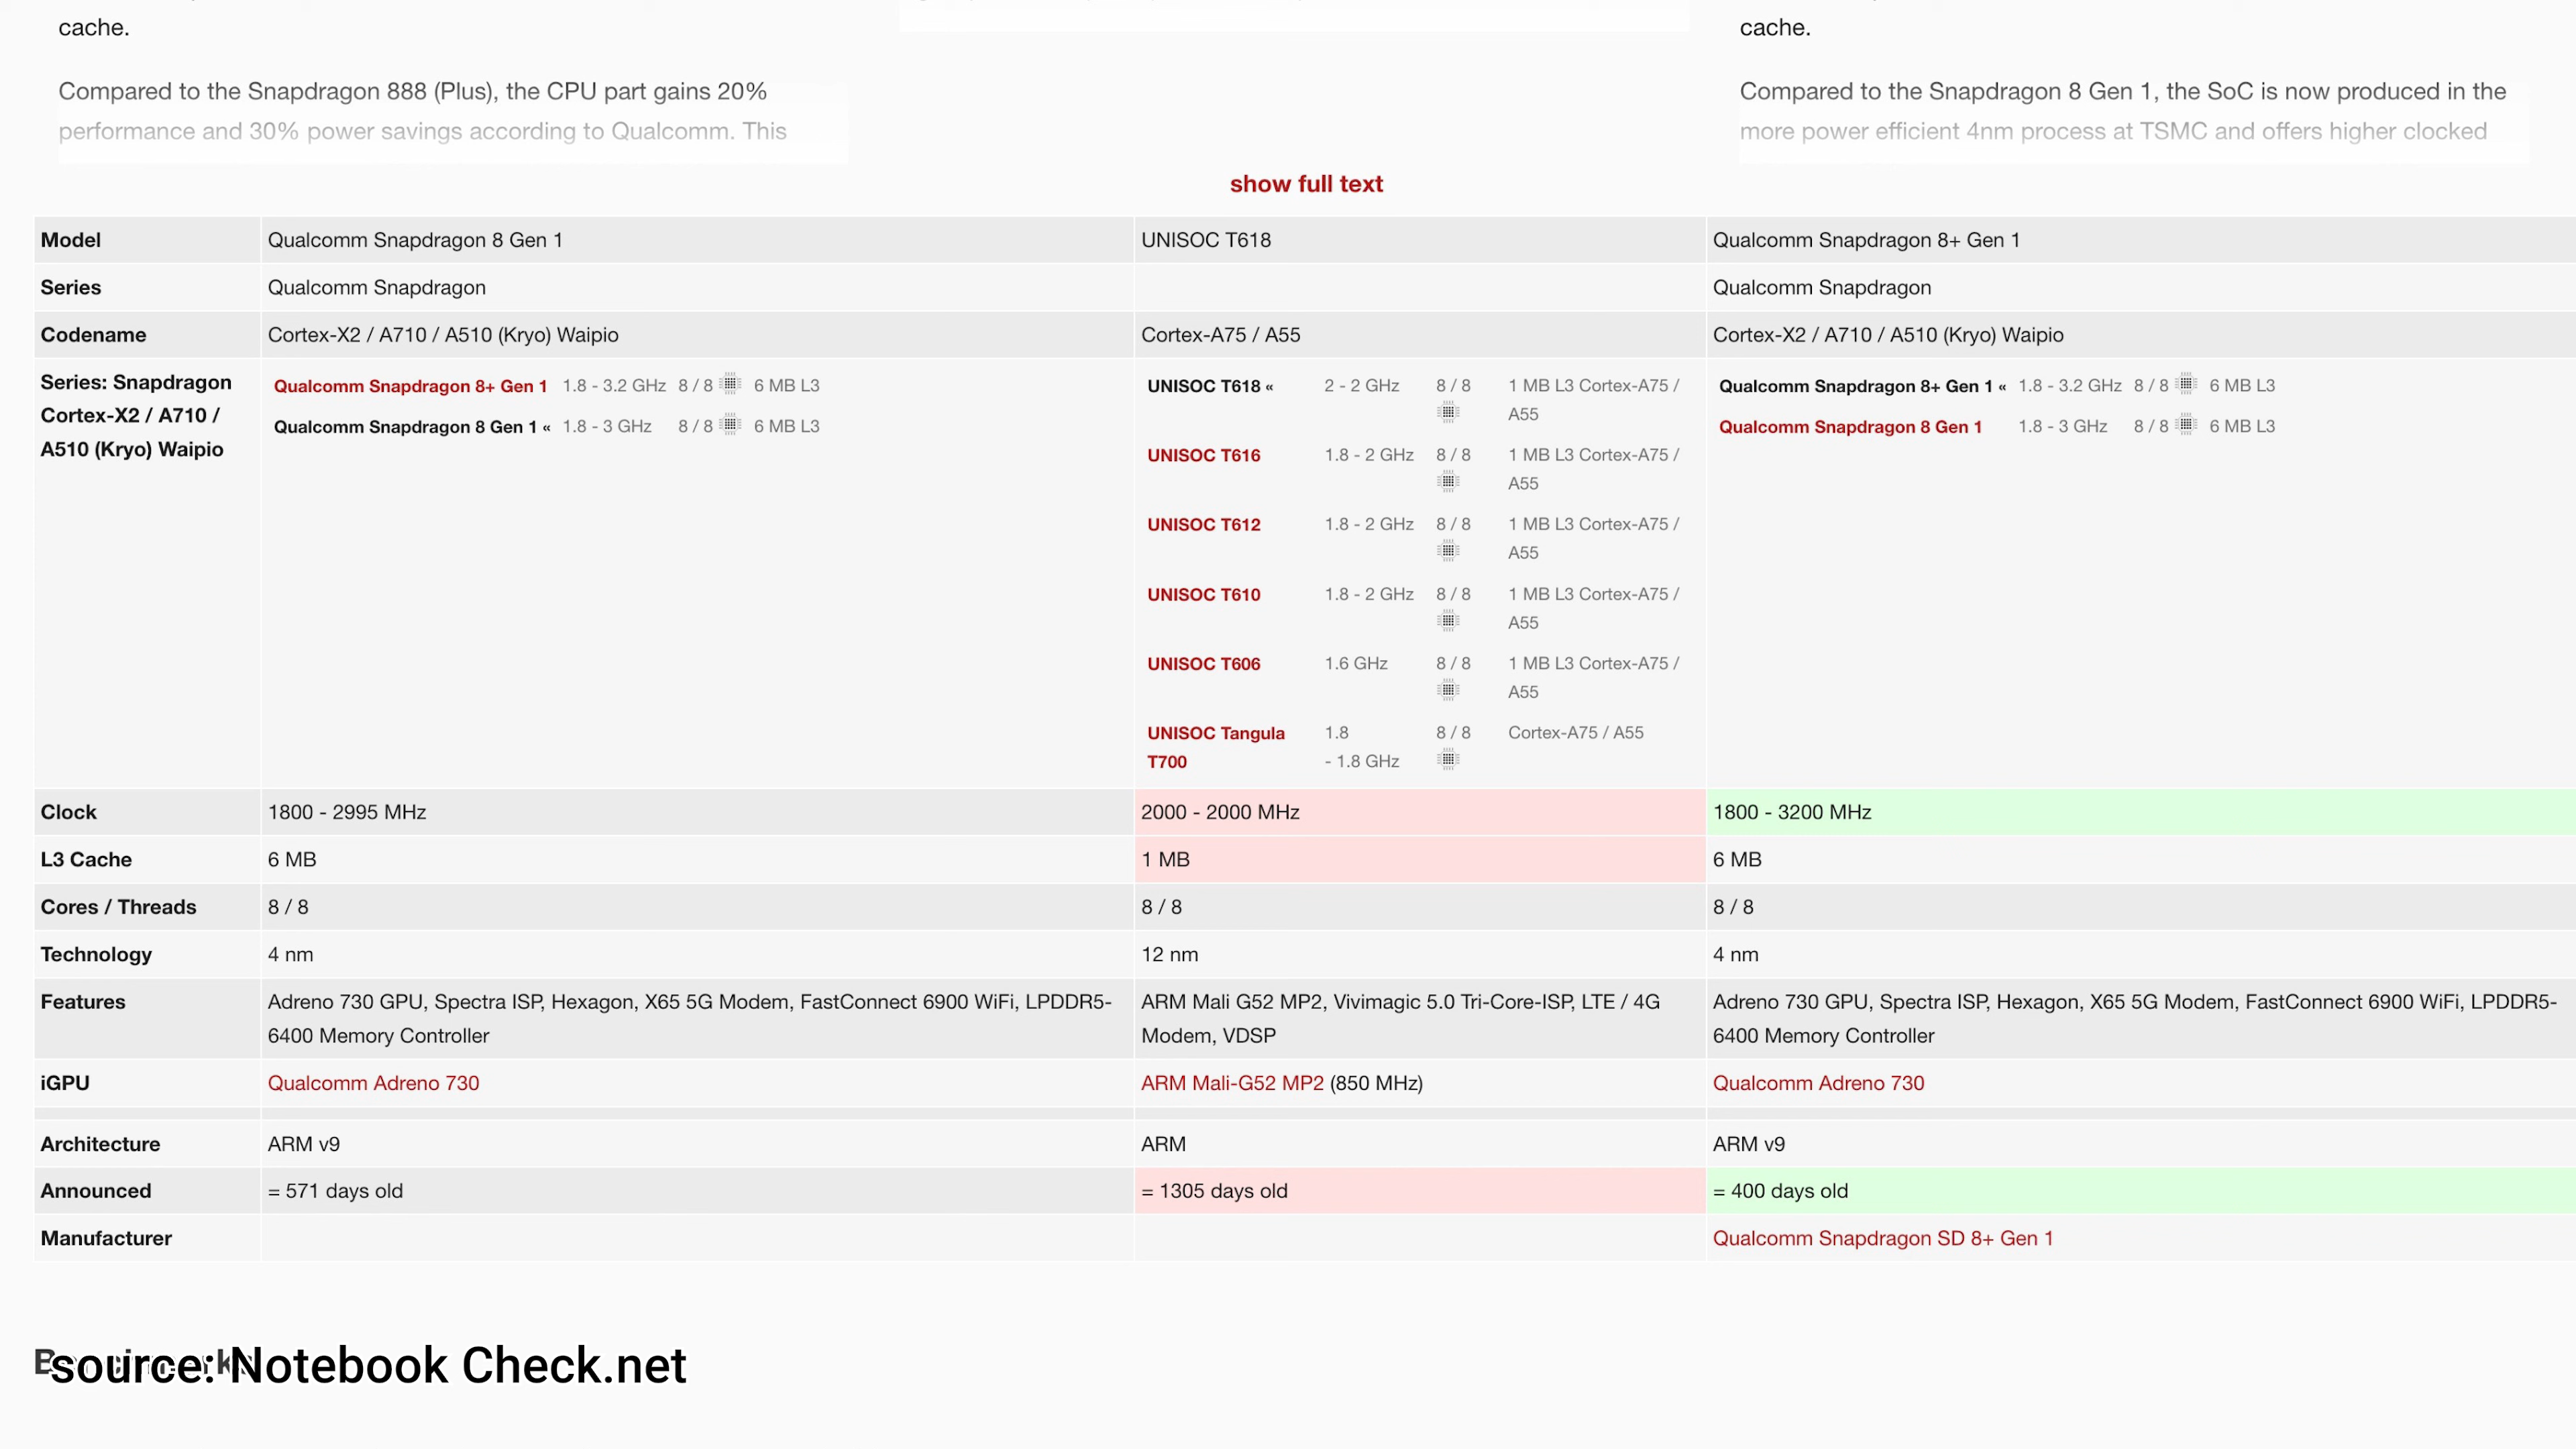 cache.
cache.
Compared to the Snapdragon 888 (Plus), the CPU part gains 20%
performance and 30% power savings according to Qualcomm. This
Compared to the Snapdragon 8 Gen 1, the SoC is now produced in the
more power efficient 4nm process at TSMC and offers higher clocked
show full text
Model Qualcomm Snapdragon 8 Gen 1 UNISOC T618 Qualcomm Snapdragon 8+ Gen 1
Series Qualcomm Snapdragon Qualcomm Snapdragon
Codename Cortex-X2 / A710 / A510 (Kryo) Waipio Cortex-A75 / A55 Cortex-X2 / A710 / A510 (Kryo) Waipio
Series: Snapdragon
Cortex-X2 / A710 /
A510 (Kryo) Waipio
Qualcomm Snapdragon 8+ Gen 1 1.8 - 3.2 GHz 8 / 8 6 MB L3
Qualcomm Snapdragon 8 Gen 1 « 1.8 - 3 GHz 8 / 8 6 MB L3
UNISOC T618 « 2 - 2 GHz 8 / 8 1 MB L3 Cortex-A75 /
A55
UNISOC T616 1.8 - 2 GHz 8 / 8 1 MB L3 Cortex-A75 /
A55
UNISOC T612 1.8 - 2 GHz 8 / 8 1 MB L3 Cortex-A75 /
A55
UNISOC T610 1.8 - 2 GHz 8 / 8 1 MB L3 Cortex-A75 /
A55
UNISOC T606 1.6 GHz 8 / 8 1 MB L3 Cortex-A75 /
A55
UNISOC Tangula 1.8 8 / 8 Cortex-A75 / A55
T700 - 1.8 GHz
Qualcomm Snapdragon 8+ Gen 1 « 1.8 - 3.2 GHz 8 / 8 6 MB L3
Qualcomm Snapdragon 8 Gen 1 1.8 - 3 GHz 8 / 8 6 MB L3
Clock 1800 - 2995 MHz 2000 - 2000 MHz 1800 - 3200 MHz
L3 Cache 6 MB 1 MB 6 MB
Cores / Threads 8 / 8 8 / 8 8 / 8
Technology 4 nm 12 nm 4 nm
Features
Adreno 730 GPU, Spectra ISP, Hexagon, X65 5G Modem, FastConnect 6900 WiFi, LPDDR5-
6400 Memory Controller
ARM Mali G52 MP2, Vivimagic 5.0 Tri-Core-ISP, LTE / 4G
Modem, VDSP
Adreno 730 GPU, Spectra ISP, Hexagon, X65 5G Modem, FastConnect 6900 WiFi, LPDDR5-
6400 Memory Controller
iGPU Qualcomm Adreno 730 ARM Mali-G52 MP2 (850 MHz) Qualcomm Adreno 730
Architecture ARM v9 ARM ARM v9
Announced = 571 days old = 1305 days old = 400 days old
Manufacturer Qualcomm Snapdragon SD 8+ Gen 1
source: Notebook Check.net